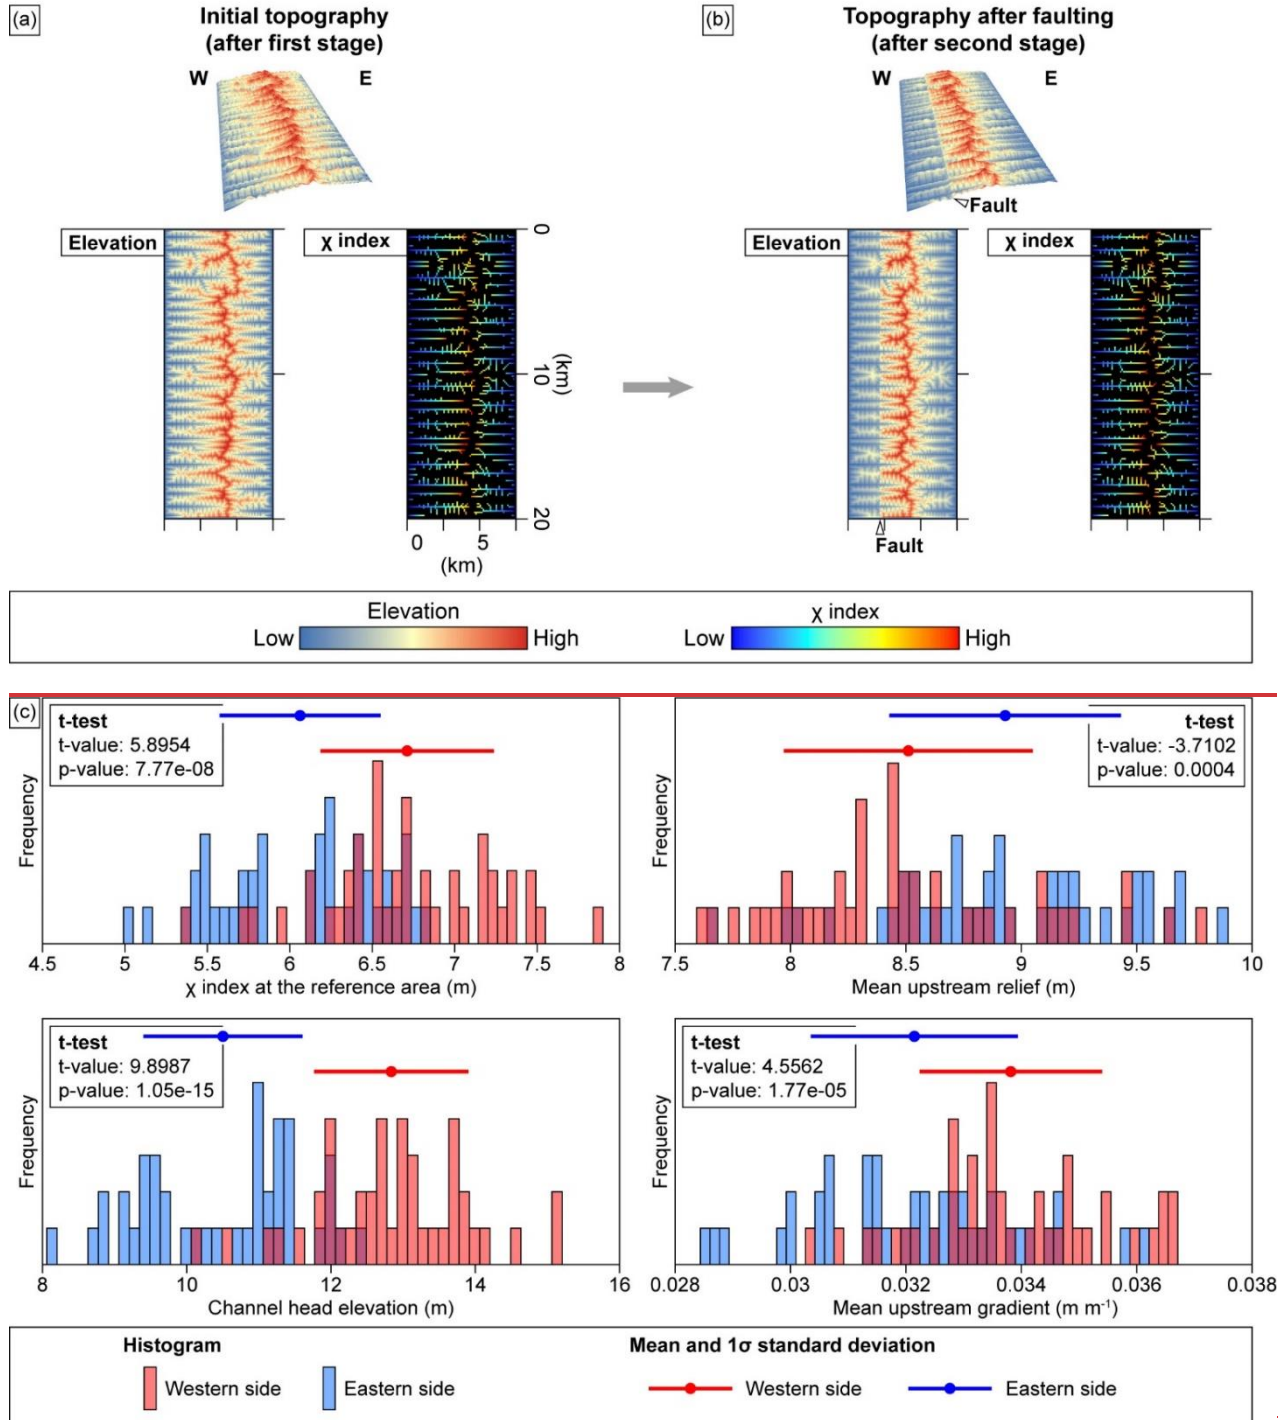 (a)
Initial topography
(after first stage)
W
E
Elevation
χ index
0
10
20
(km)
0
5
(km)
(b)
Topography after faulting
(after second stage)
W
E
Fault
Elevation
χ index
Fault
Elevation
Low
High
χ index
Low
High
(c)
t-test
t-value: 5.8954
p-value: 7.77e-08
Frequency
4.5 5 5.5 6 6.5 7 7.5 8
χ index at the reference area (m)
t-test
t-value: -3.7102
p-value: 0.0004
Frequency
7.5 8 8.5 9 9.5 10
Mean upstream relief (m)
t-test
t-value: 9.8987
p-value: 1.05e-15
Frequency
8 10 12 14 16
Channel head elevation (m)
t-test
t-value: 4.5562
p-value: 1.77e-05
Frequency
0.028 0.03 0.032 0.034 0.036 0.038
Mean upstream gradient (m m⁻¹)
Histogram
Western side
Eastern side
Mean and 1σ standard deviation
Western side
Eastern side